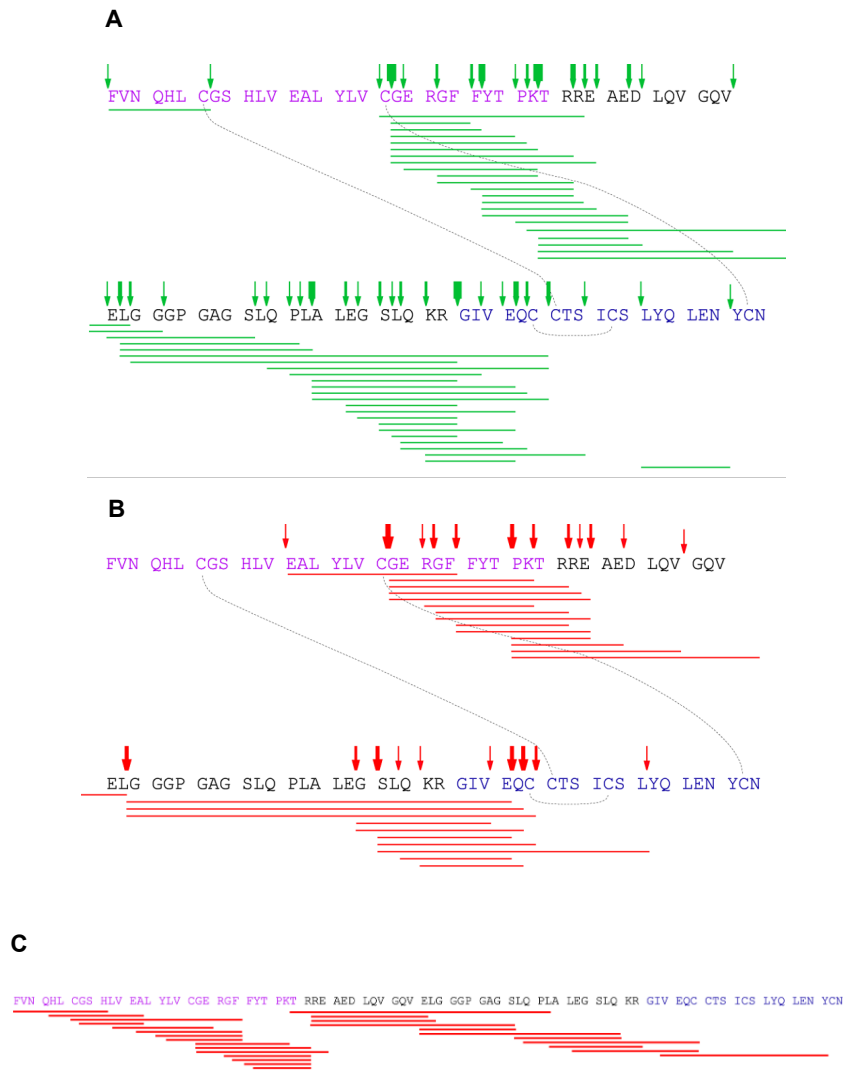 A
FVN QHL CGS HLV EAL YLV CGE RGF FYT PKT RRE AED LQV GQV
ELG GGP GAG SLQ PLA LEG SLQ KR GIV EQC CTS ICS LYQ LEN YCN
B
FVN QHL CGS HLV EAL YLV CGE RGF FYT PKT RRE AED LQV GQV
ELG GGP GAG SLQ PLA LEG SLQ KR GIV EQC CTS ICS LYQ LEN YCN
C
FVN QHL CGS HLV EAL YLV CGE RGF FYT PKT RRE AED LQV GQV ELG GGP GAG SLQ PLA LEG SLQ KR GIV EQC CTS ICS LYQ LEN YCN